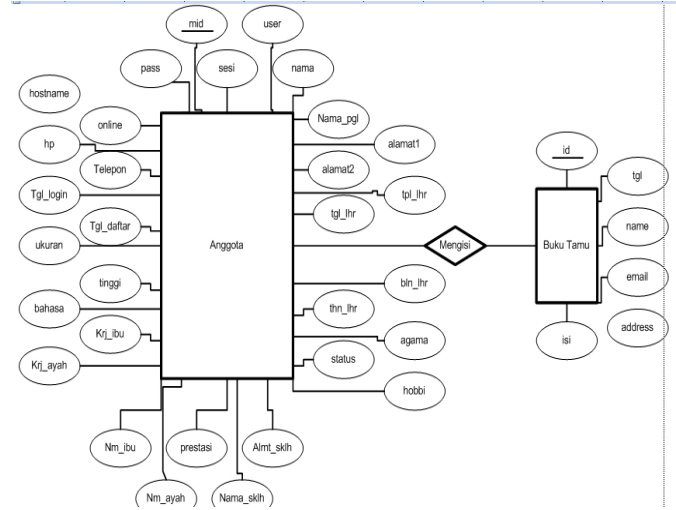 mid
user
pass
sesi
nama
hostname
online
Nama_pgl
hp
alamat1
id
Telepon
alamat2
tgl
Tgl_login
tpl_lhr
tgl_lhr
Tgl_daftar
name
ukuran
Anggota
Mengisi
Buku Tamu
tinggi
bln_lhr
email
bahasa
thn_lhr
address
Krj_ibu
agama
isi
status
Krj_ayah
hobbi
Nm_ibu
prestasi
Almt_sklh
Nm_ayah
Nama_sklh